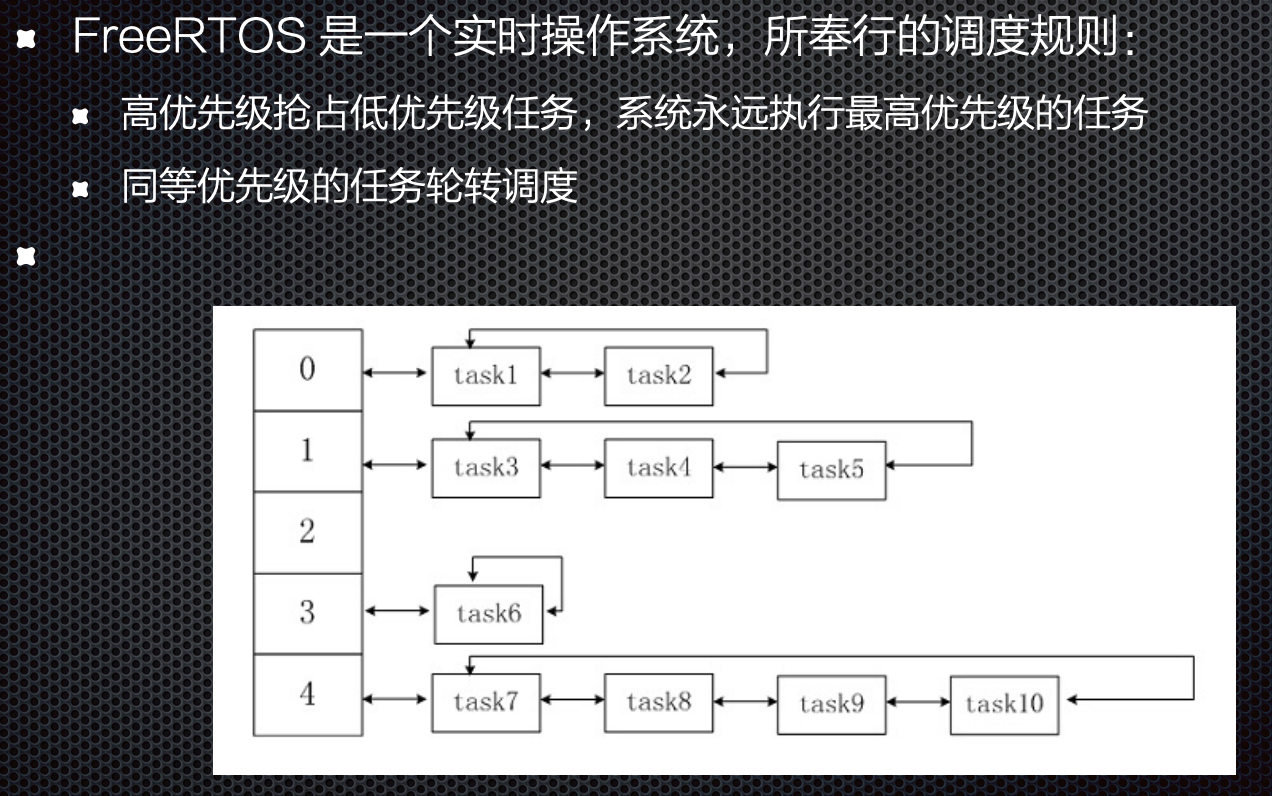 FreeRTOS 是一个实时操作系统，所奉行的调度规则：
高优先级抢占低优先级任务，系统永远执行最高优先级的任务
同等优先级的任务轮转调度
0 task1 task2
1 task3 task4 task5
2
3 task6
4 task7 task8 task9 task10